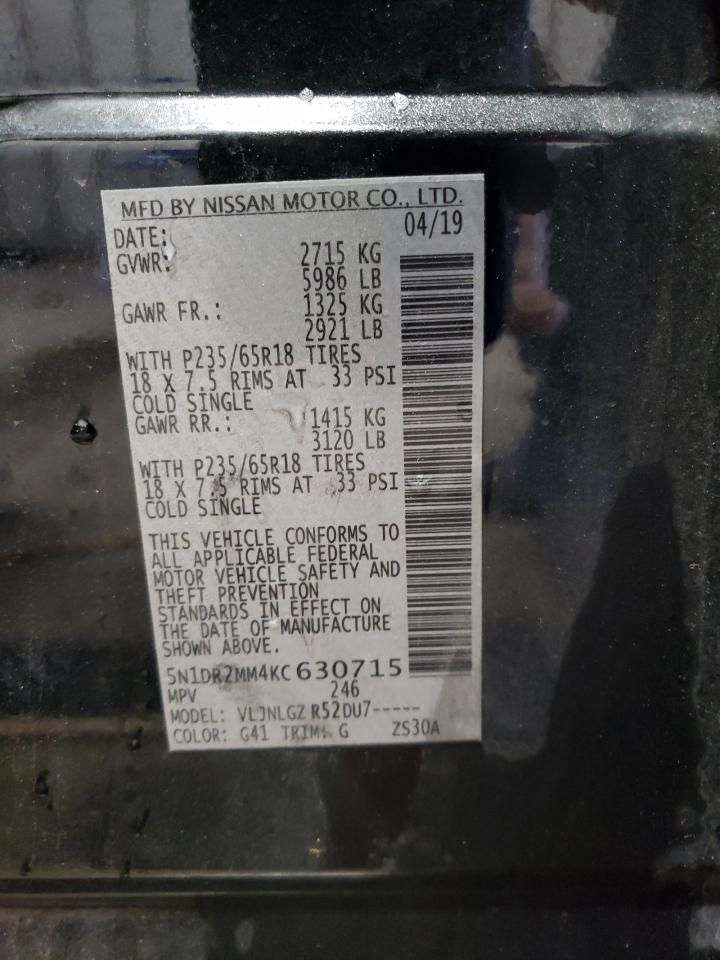 MFD BY NISSAN MOTOR CO., LTD.
DATE: 04/19
GVWR: 2715 KG
5986 LB
GAWR FR.: 1325 KG
2921 LB
WITH P235/65R18 TIRES
18 X 7.5 RIMS AT 33 PSI
COLD SINGLE
GAWR RR.: 1415 KG
3120 LB
WITH P235/65R18 TIRES
18 X 7.5 RIMS AT 33 PSI
COLD SINGLE
THIS VEHICLE CONFORMS TO
ALL APPLICABLE FEDERAL
MOTOR VEHICLE SAFETY AND
THEFT PREVENTION
STANDARDS IN EFFECT ON
THE DATE OF MANUFACTURE
SHOWN ABOVE.
5N1DR2MM4KC630715
MPV 246
MODEL: VLJNLGZ R52DU7-----
COLOR: G41 TRIM: G ZS30A